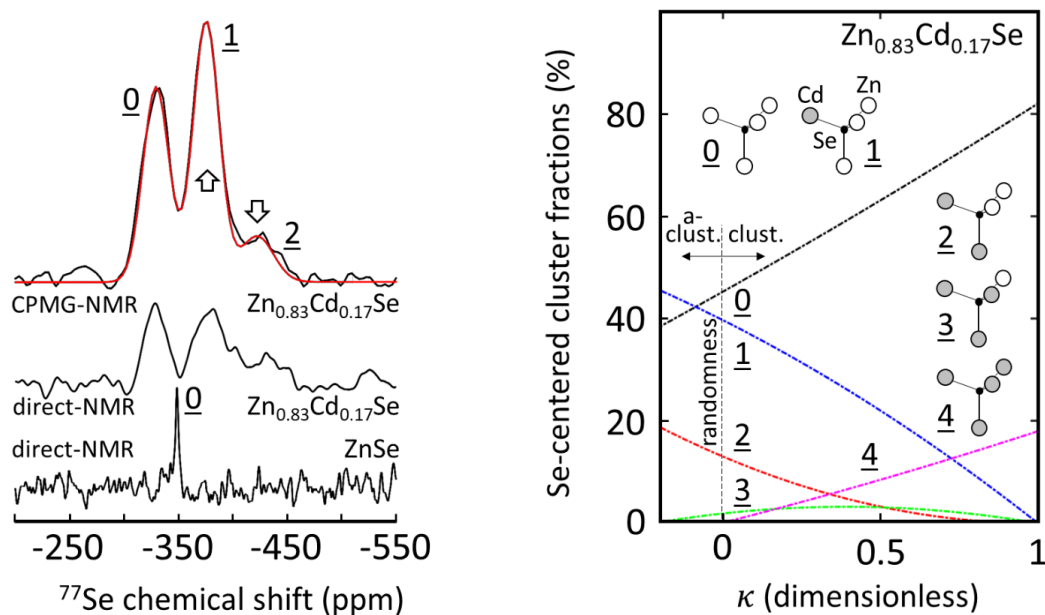 1
0
2
CPMG-NMR Zn0.83Cd0.17Se
direct-NMR Zn0.83Cd0.17Se
0
direct-NMR ZnSe
-250 -350 -450 -550
⁷⁷Se chemical shift (ppm)
Zn0.83Cd0.17Se
Se-centered cluster fractions (%)
80
60
40
20
0
Cd Zn
Se
0 1
2
3
4
a-
clust. clust.
randomness
0
1
2
3
4
0 0.5 1
κ (dimensionless)